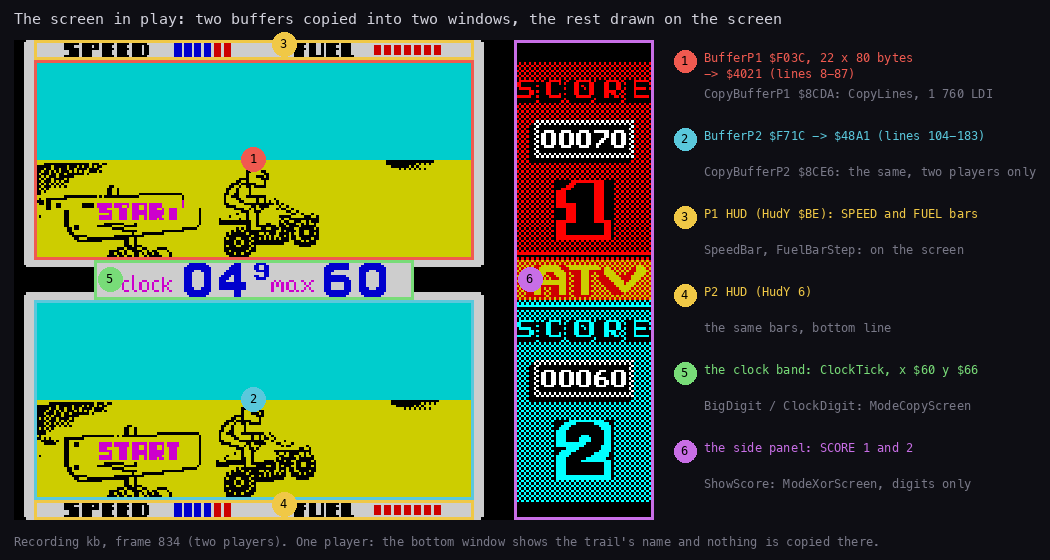 The screen in play: two buffers copied into two windows, the rest drawn on the screen
SPEED FUEL
3
START
1
5 clock 04 9 max 60
START
2
SPEED FUEL
4
SCORE
00070
1
6 ATV
SCORE
00060
2
1 BufferP1 $F03C, 22 x 80 bytes
-> $4021 (lines 8-87)
CopyBufferP1 $8CDA: CopyLines, 1 760 LDI
2 BufferP2 $F71C -> $48A1 (lines 104-183)
CopyBufferP2 $8CE6: the same, two players only
3 P1 HUD (HudY $BE): SPEED and FUEL bars
SpeedBar, FuelBarStep: on the screen
4 P2 HUD (HudY 6)
the same bars, bottom line
5 the clock band: ClockTick, x $60 y $66
BigDigit / ClockDigit: ModeCopyScreen
6 the side panel: SCORE 1 and 2
ShowScore: ModeXorScreen, digits only
Recording kb, frame 834 (two players). One player: the bottom window shows the trail's name and nothing is copied there.